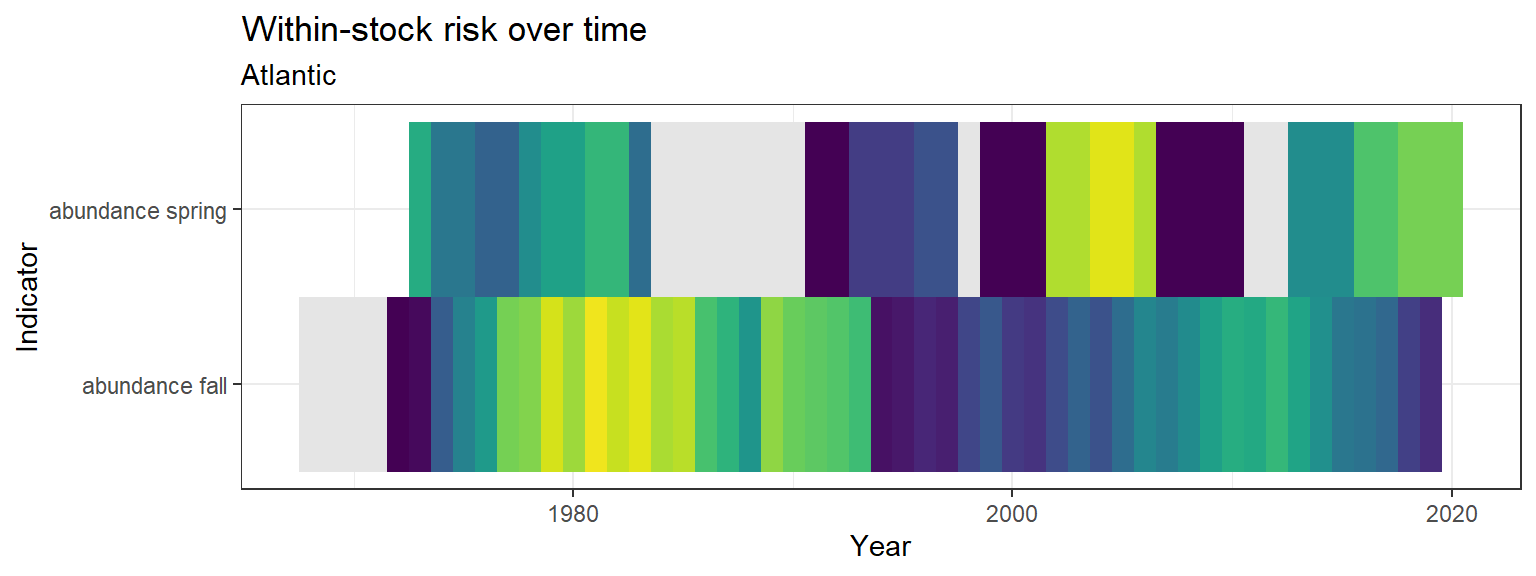 Within-stock risk over time
Atlantic
Indicator
abundance spring
abundance fall
1980 2000 2020
Year